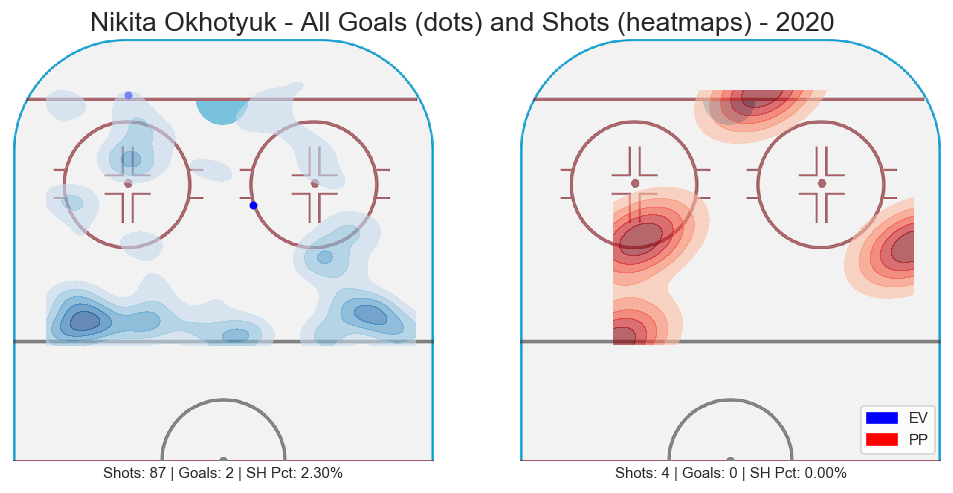 Nikita Okhotyuk - All Goals (dots) and Shots (heatmaps) - 2020
EV
PP
Shots: 87 | Goals: 2 | SH Pct: 2.30%
Shots: 4 | Goals: 0 | SH Pct: 0.00%